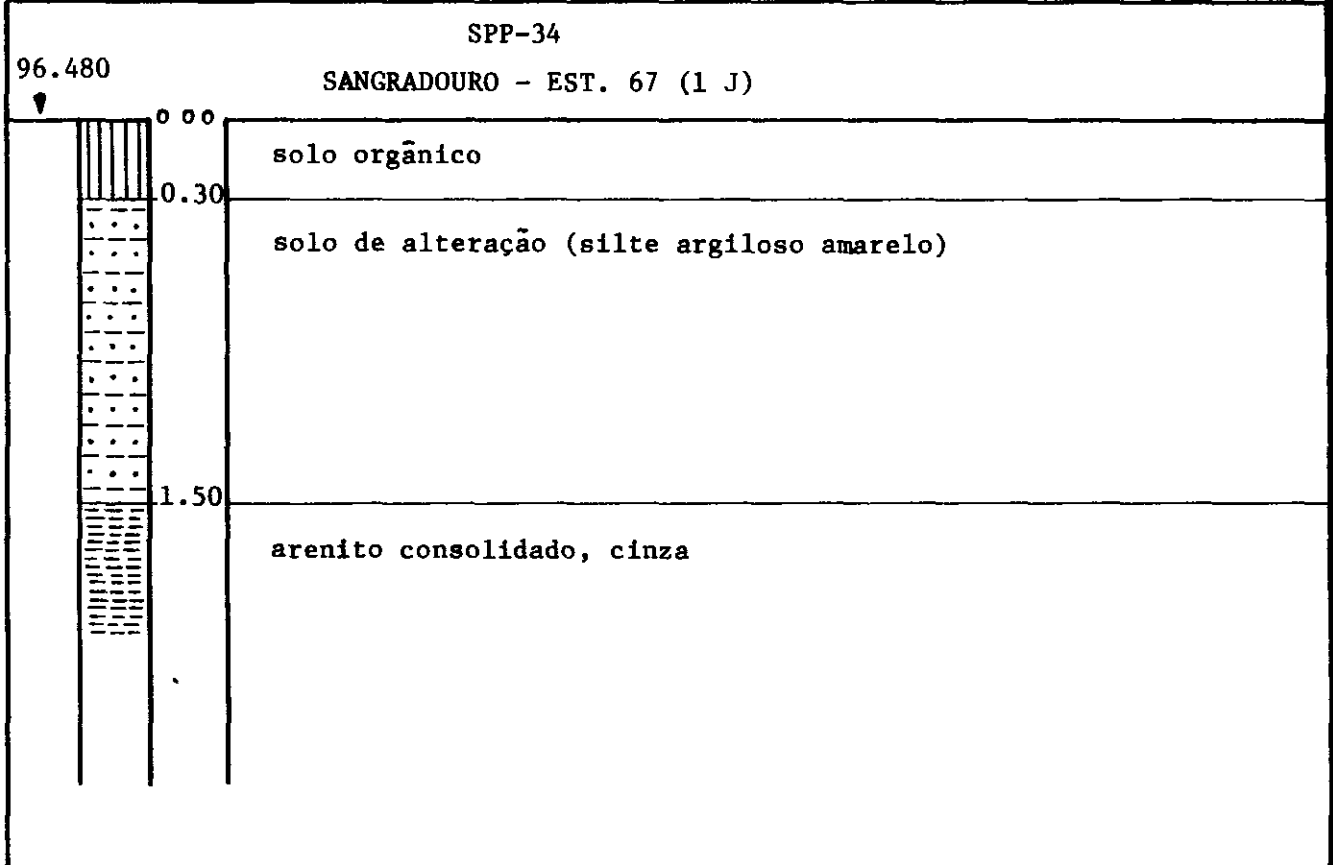 SPP-34
96.480
SANGRADOURO - EST. 67 (1 J)
0 00
solo orgânico
0.30
solo de alteração (silte argiloso amarelo)
1.50
arenito consolidado, cinza